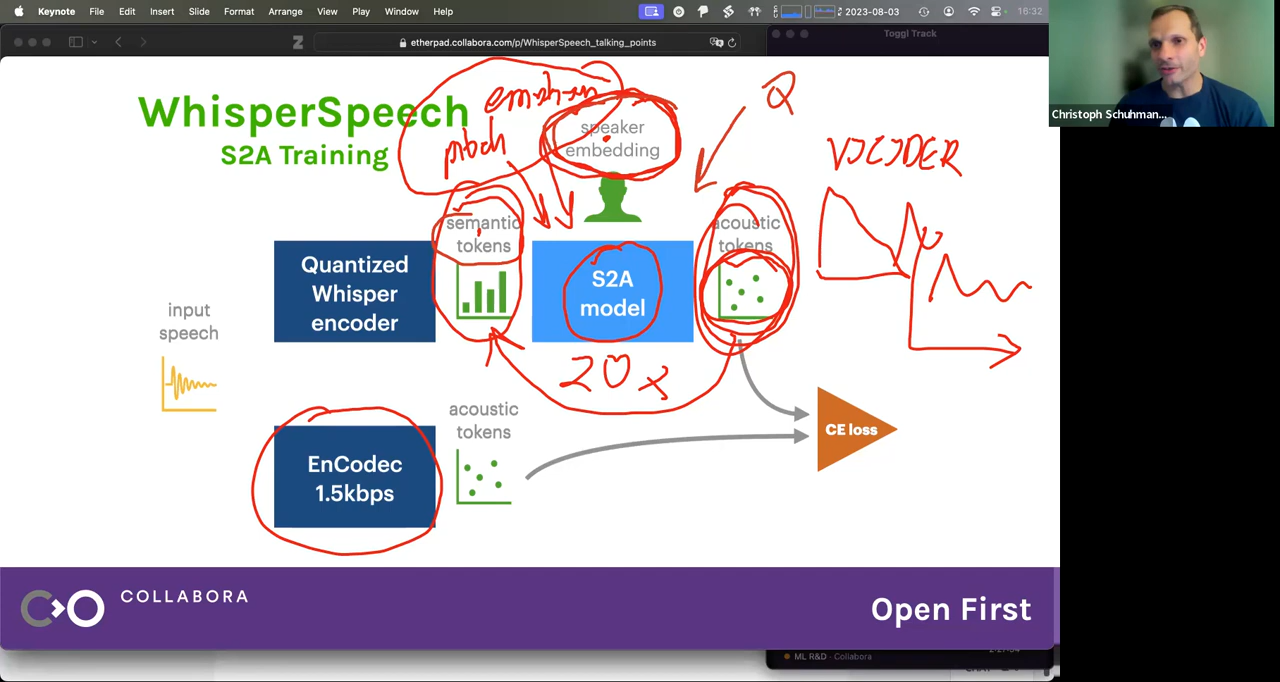 Keynote File Edit Insert Slide Format Arrange View Play Window Help 2023-08-03 16:32
etherpad.collabora.com/p/WhisperSpeech_talking_points
Toggl Track
Christoph Schuhman...
WhisperSpeech
S2A Training
emotion
pitch
speaker
embedding
Q
VOCODER
semantic
tokens
acoustic
tokens
Quantized
Whisper
encoder
S2A
model
input
speech
20x
acoustic
tokens
EnCodec
1.5kbps
CE loss
COLLABORA
Open First
ML R&D · Collabora